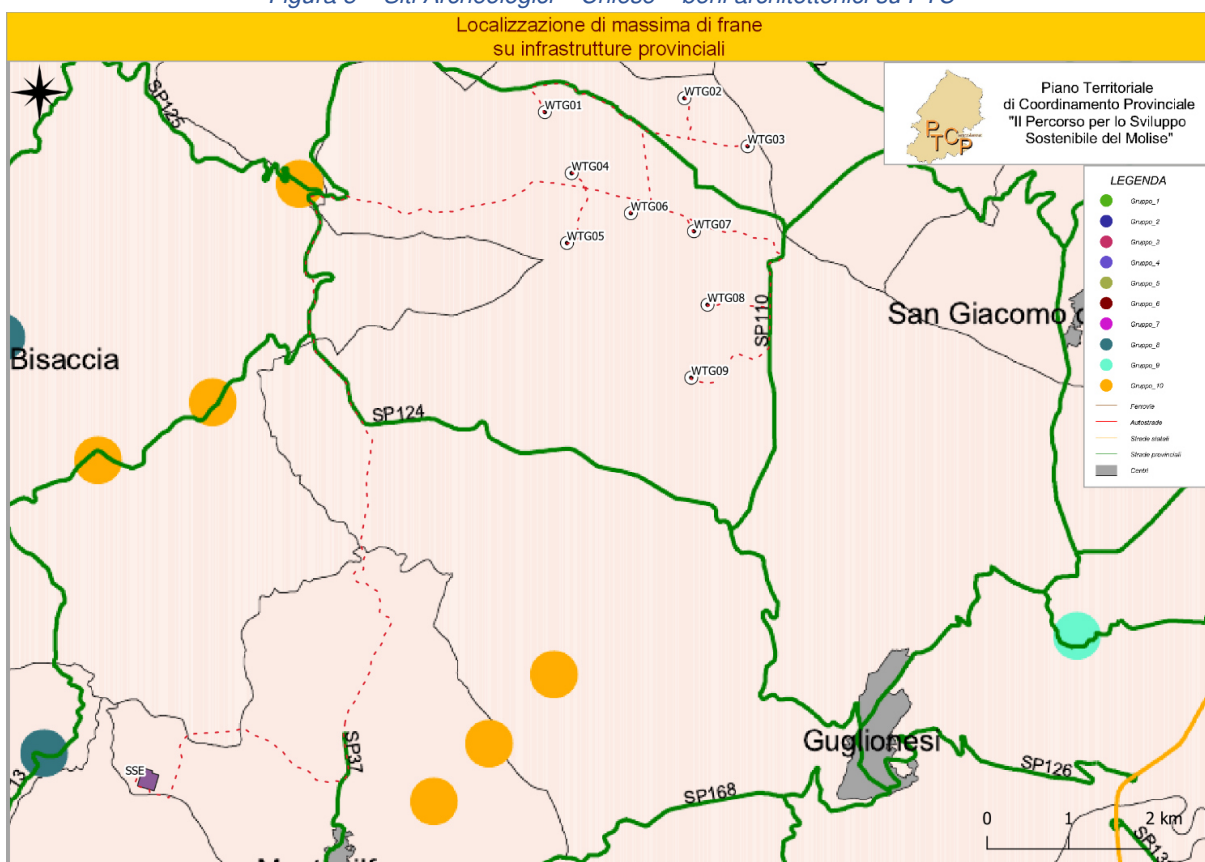 Localizzazione di massima di frane
su infrastrutture provinciali
Piano Territoriale
di Coordinamento Provinciale
"Il Percorso per lo Sviluppo
Sostenibile del Molise"
PTCP
LEGENDA
Gruppo_1
Gruppo_2
Gruppo_3
Gruppo_4
Gruppo_5
Gruppo_6
Gruppo_7
Gruppo_8
Gruppo_9
Gruppo_10
Ferrovie
Autostrade
Strade statali
Strade provinciali
Centri
SP125
WTG01
WTG02
WTG03
WTG04
WTG06
WTG07
WTG05
WTG08
SP110
San Giacomo
Bisaccia
WTG09
SP124
SP37
SSE
13
Guglionesi
SP126
SP168
0 1 2 km